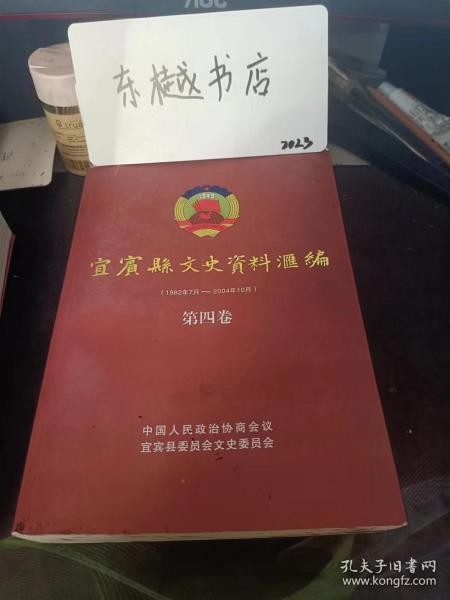 AOC
东樾书店
2023
1949
宜賓縣文史資料滙編
（1982年7月——2004年10月）
第四卷
中国人民政治协商会议
宜宾县委员会文史委员会
孔夫子旧书网
www.kongfz.com